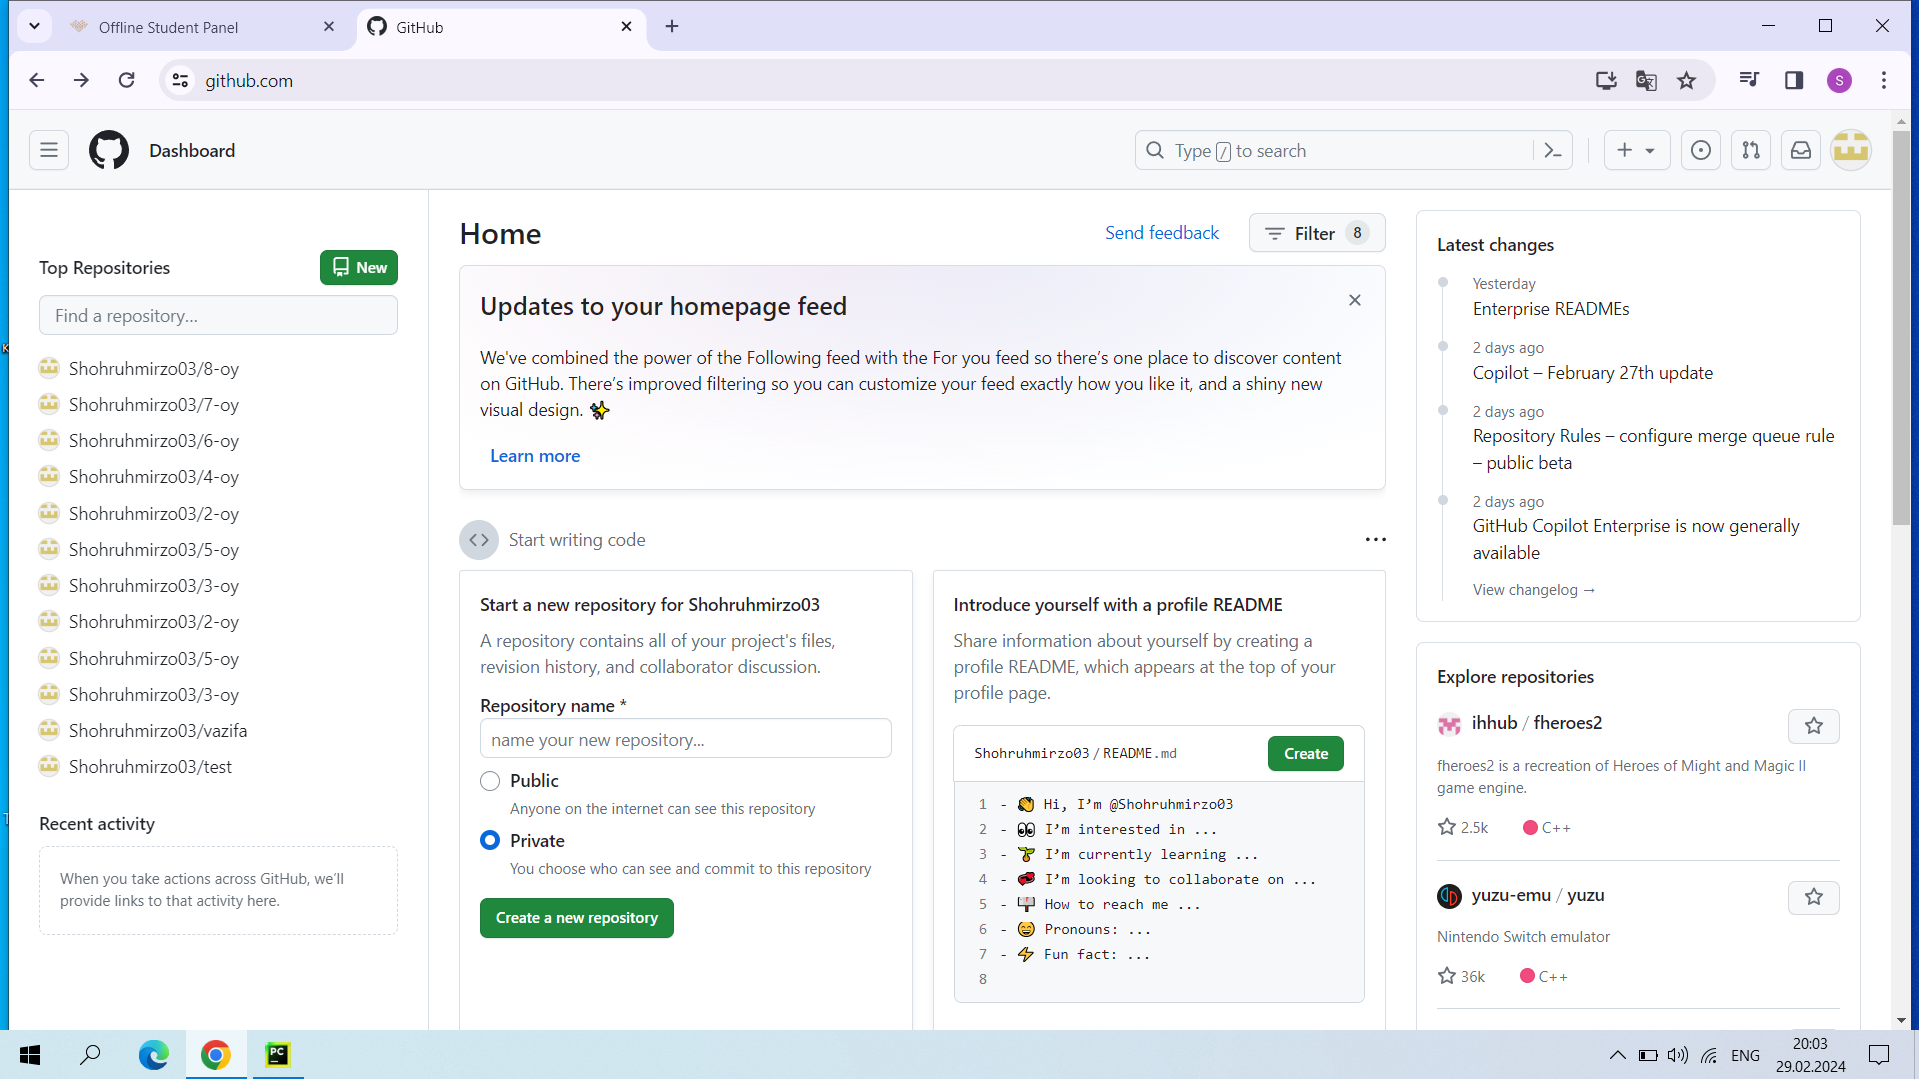 Offline Student Panel
GitHub
github.com
S
Dashboard
Type / to search
Top Repositories
New
Find a repository...
Shohruhmirzo03/8-oy
Shohruhmirzo03/7-oy
Shohruhmirzo03/6-oy
Shohruhmirzo03/4-oy
Shohruhmirzo03/2-oy
Shohruhmirzo03/5-oy
Shohruhmirzo03/3-oy
Shohruhmirzo03/2-oy
Shohruhmirzo03/5-oy
Shohruhmirzo03/3-oy
Shohruhmirzo03/vazifa
Shohruhmirzo03/test
Recent activity
When you take actions across GitHub, we’ll
provide links to that activity here.
Home
Send feedback
Filter 8
Updates to your homepage feed
We've combined the power of the Following feed with the For you feed so there’s one place to discover content
on GitHub. There’s improved filtering so you can customize your feed exactly how you like it, and a shiny new
visual design. ✨
Learn more
Start writing code
Start a new repository for Shohruhmirzo03
A repository contains all of your project's files,
revision history, and collaborator discussion.
Repository name *
name your new repository...
Public
Anyone on the internet can see this repository
Private
You choose who can see and commit to this repository
Create a new repository
Introduce yourself with a profile README
Share information about yourself by creating a
profile README, which appears at the top of your
profile page.
Shohruhmirzo03 / README.md
Create
1 - 👋 Hi, I’m @Shohruhmirzo03
2 - 👀 I’m interested in ...
3 - 🌱 I’m currently learning ...
4 - 💞️ I’m looking to collaborate on ...
5 - 📫 How to reach me ...
6 - 😄 Pronouns: ...
7 - ⚡ Fun fact: ...
8
Latest changes
Yesterday
Enterprise READMEs
2 days ago
Copilot – February 27th update
2 days ago
Repository Rules – configure merge queue rule
– public beta
2 days ago
GitHub Copilot Enterprise is now generally
available
View changelog →
Explore repositories
ihhub / fheroes2
fheroes2 is a recreation of Heroes of Might and Magic II
game engine.
2.5k C++
yuzu-emu / yuzu
Nintendo Switch emulator
36k C++
PC
ENG
20:03
29.02.2024